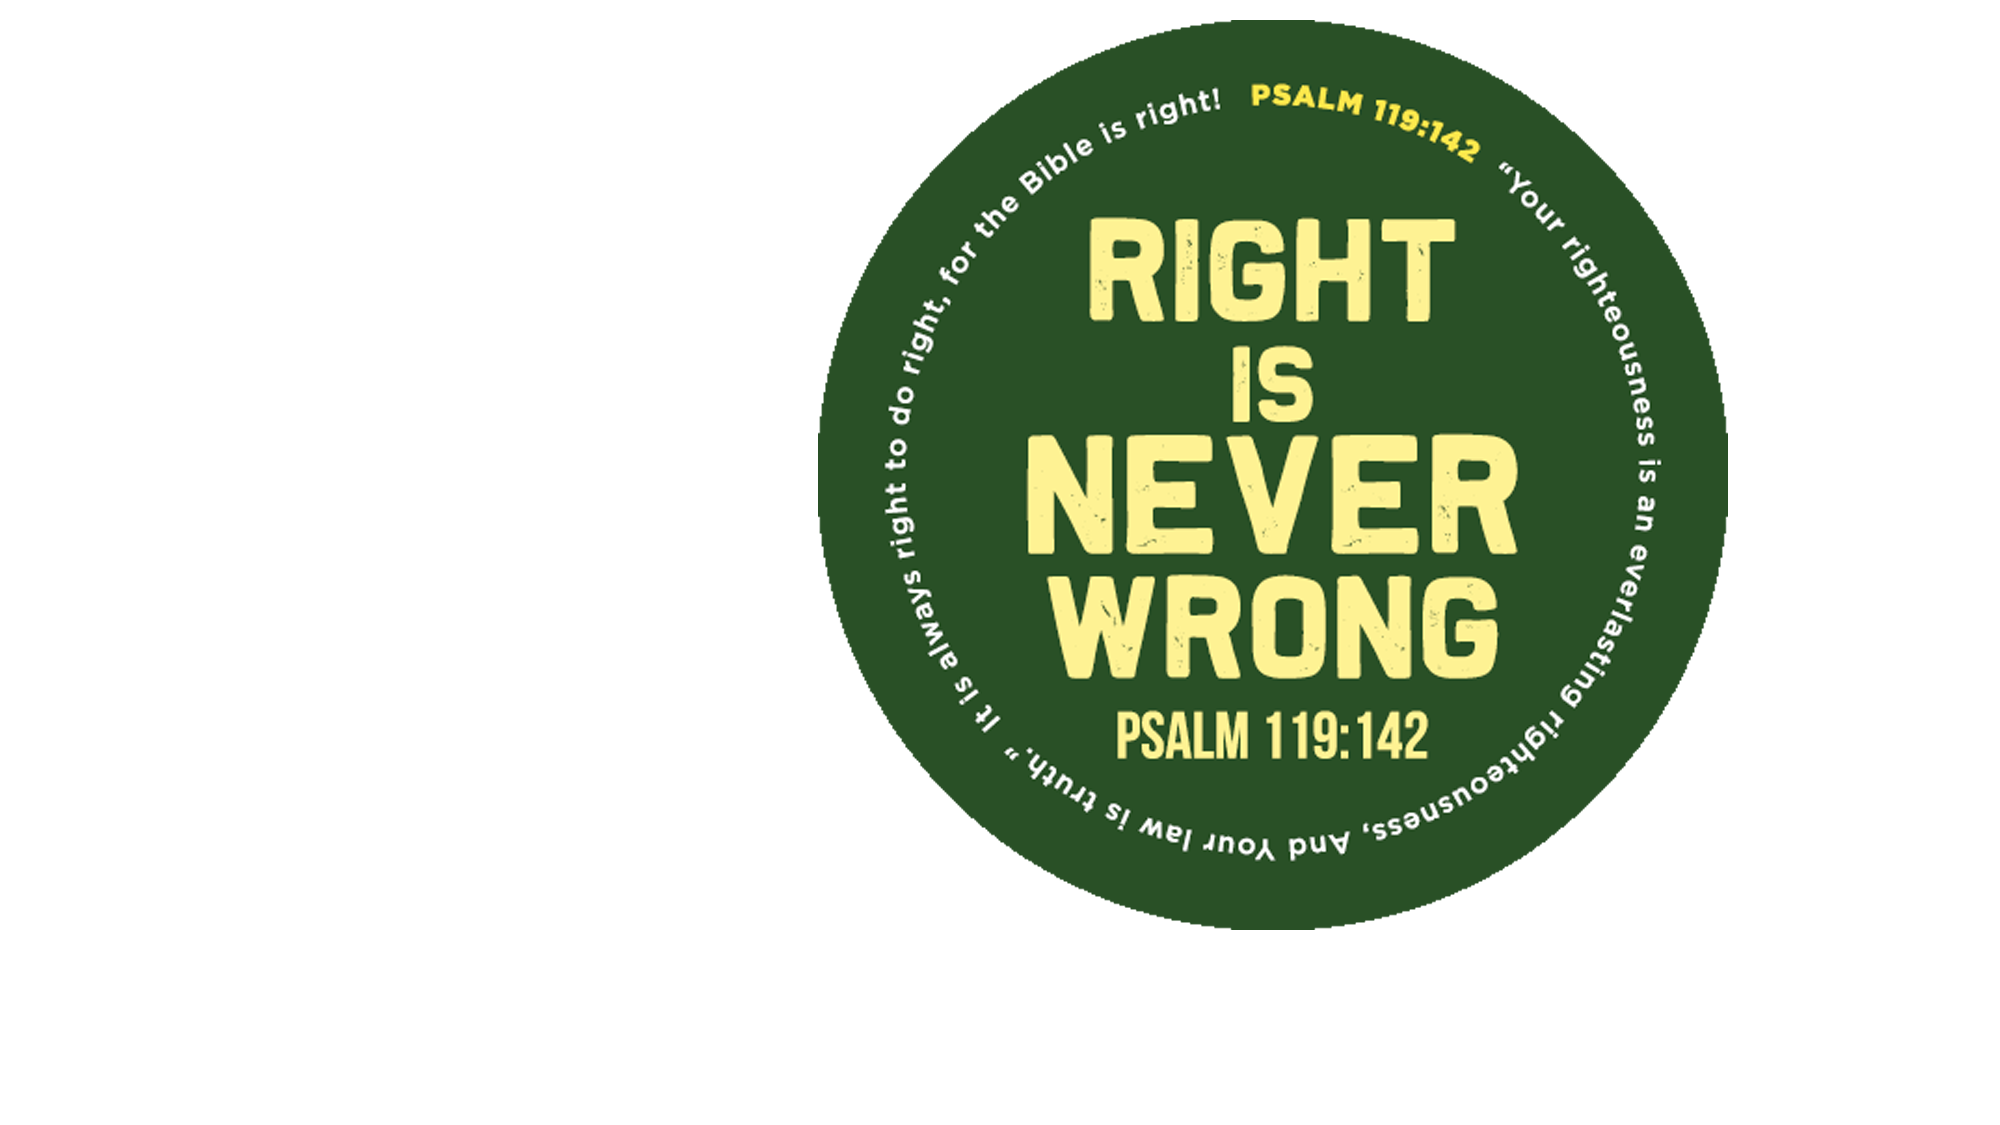 PSALM 119:142 “Your righteousness is an everlasting righteousness, And Your law is truth.” It is always right to do right, for the Bible is right!
RIGHT
IS
NEVER
WRONG
PSALM 119:142